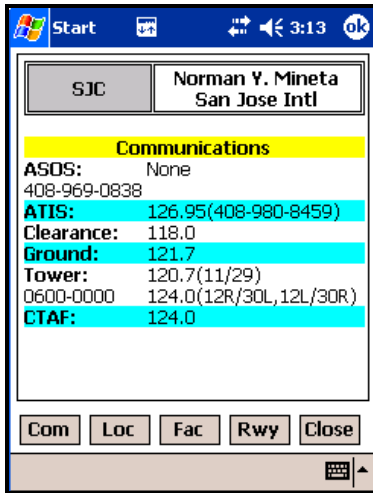 Start 3:13 ok
SJC
Norman Y. Mineta
San Jose Intl
Communications
ASOS: None
408-969-0838
ATIS: 126.95(408-980-8459)
Clearance: 118.0
Ground: 121.7
Tower: 120.7(11/29)
0600-0000 124.0(12R/30L,12L/30R)
CTAF: 124.0
Com Loc Fac Rwy Close